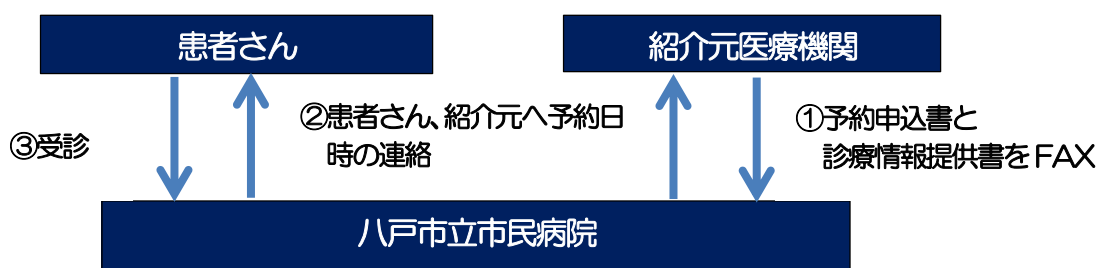 患者さん
紹介元医療機関
③受診
②患者さん、紹介元へ予約日
時の連絡
①予約申込書と
診療情報提供書をFAX
八戸市立市民病院